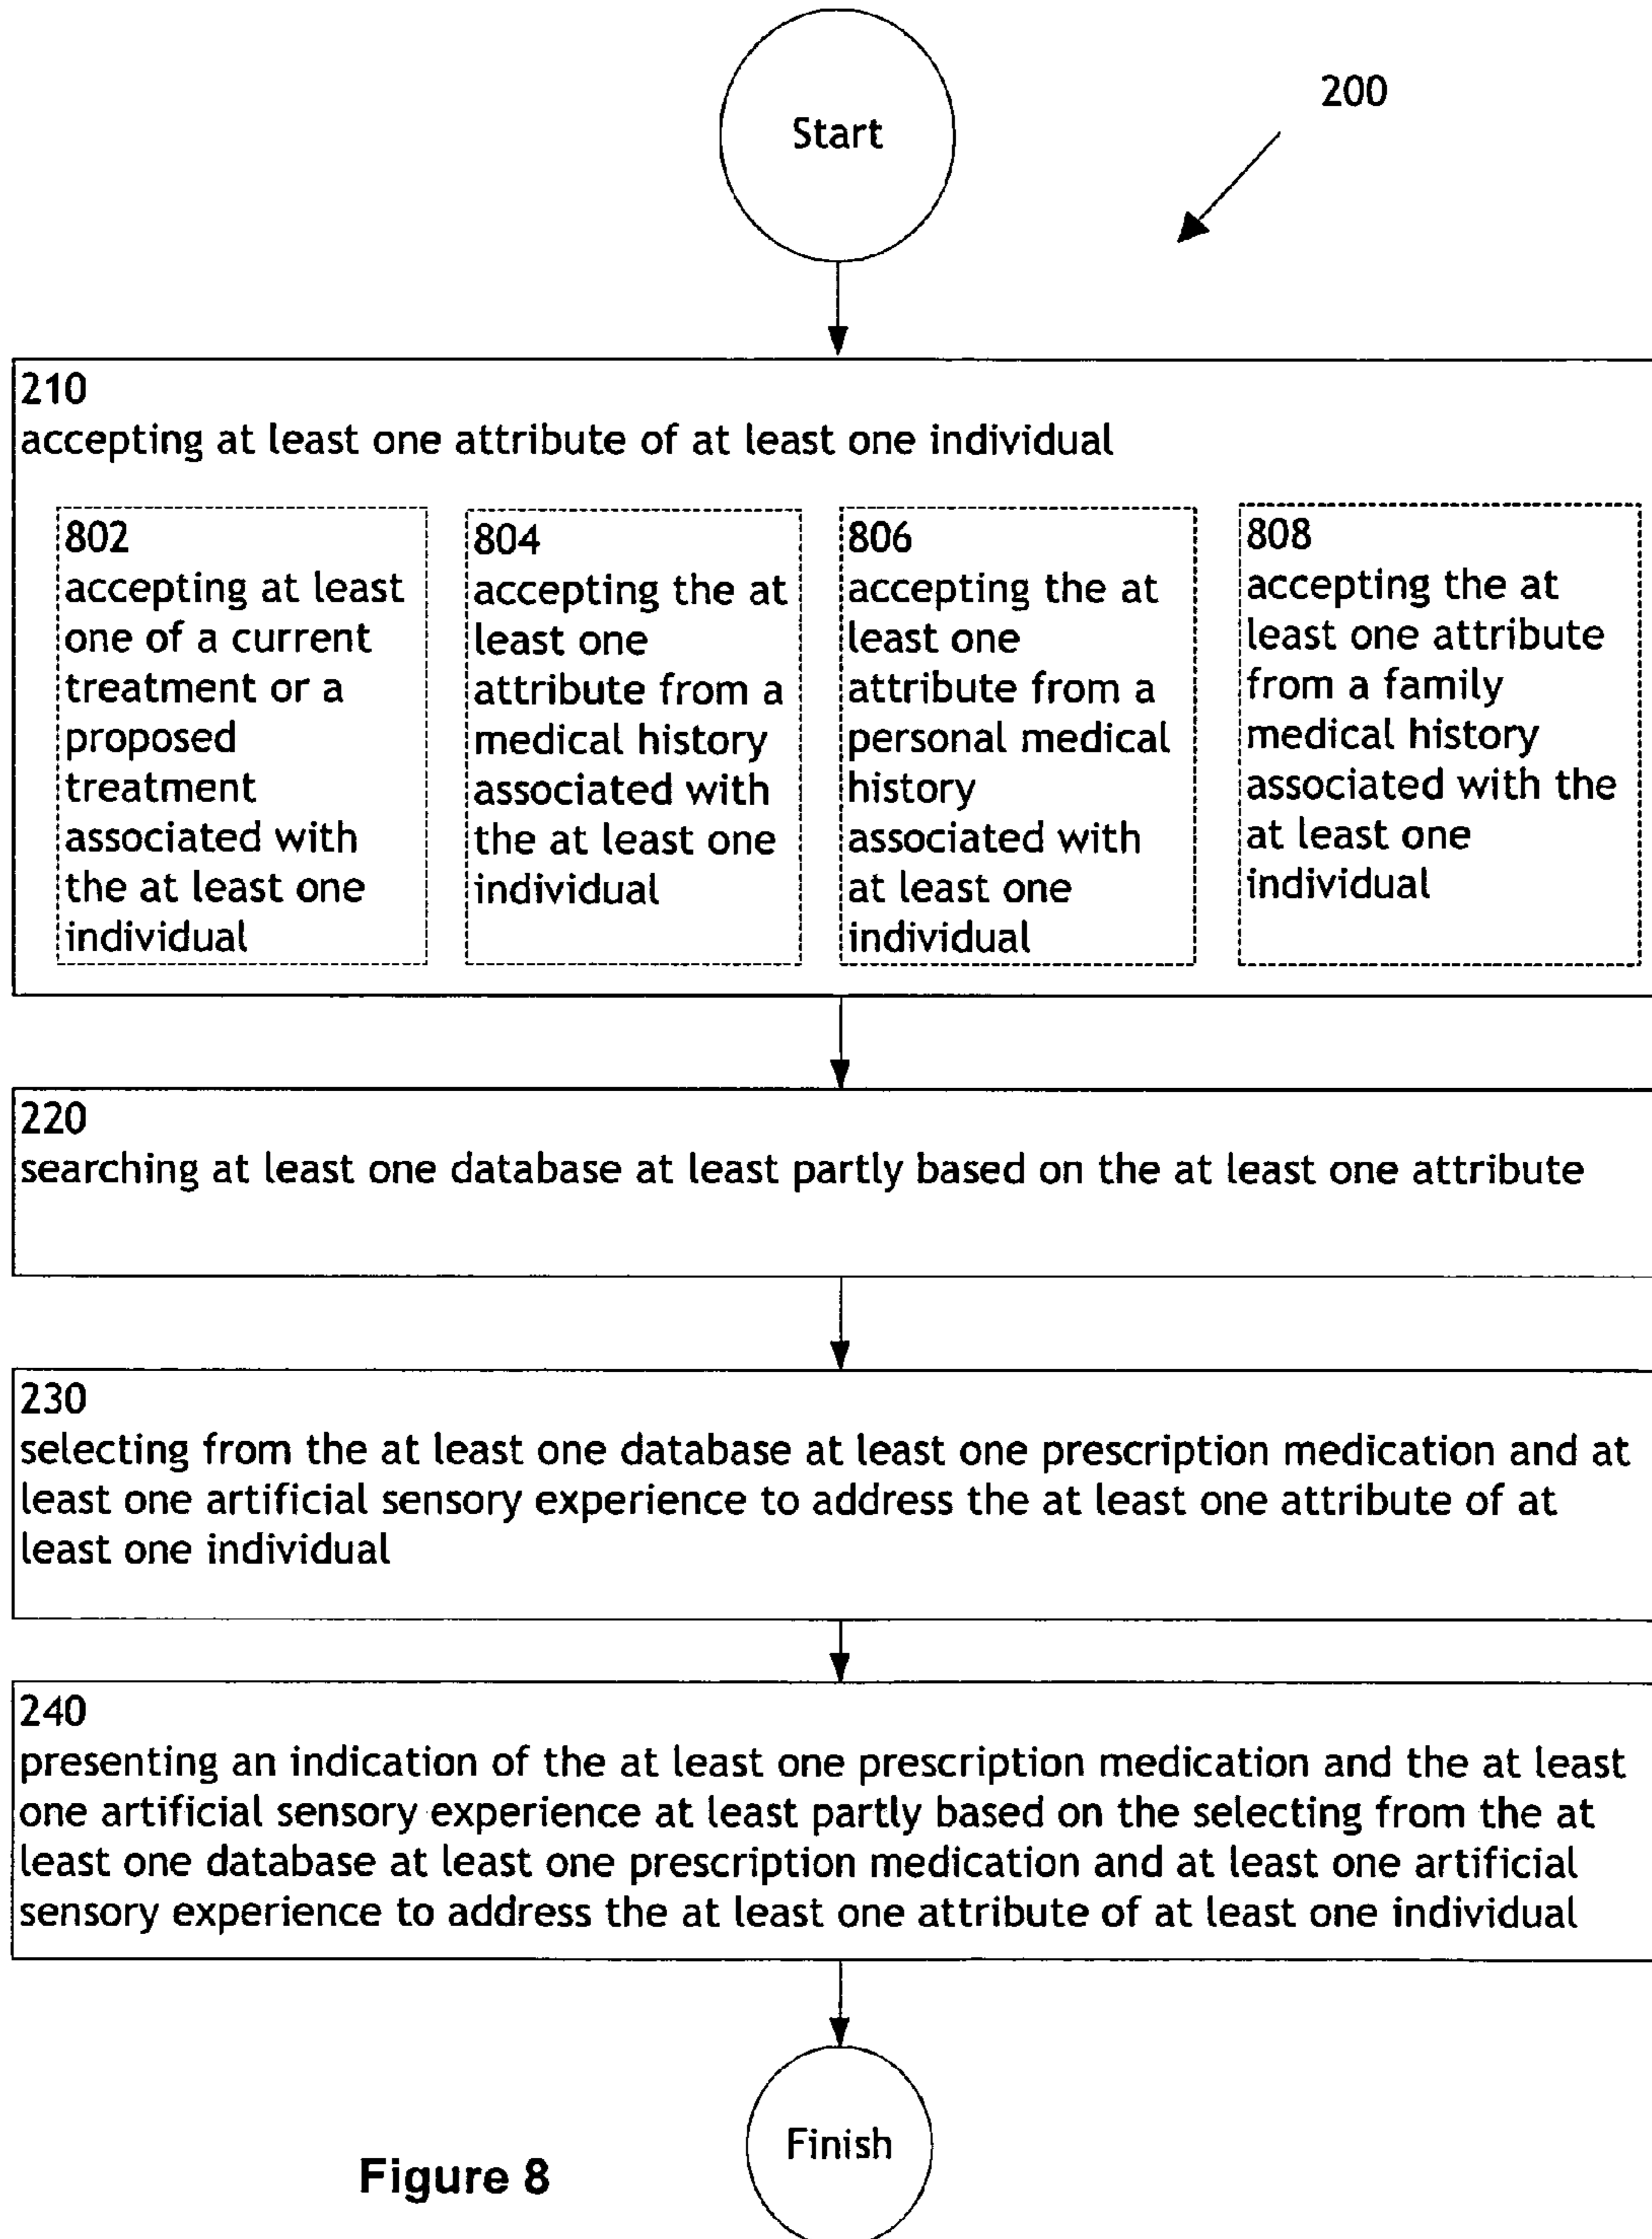 Start
200
210
accepting at least one attribute of at least one individual
802
accepting at least
one of a current
treatment or a
proposed
treatment
associated with
the at least one
individual
804
accepting the at
least one
attribute from a
medical history
associated with
the at least one
individual
806
accepting the at
least one
attribute from a
personal medical
history
associated with
at least one
individual
808
accepting the at
least one attribute
from a family
medical history
associated with the
at least one
individual
220
searching at least one database at least partly based on the at least one attribute
230
selecting from the at least one database at least one prescription medication and at
least one artificial sensory experience to address the at least one attribute of at
least one individual
240
presenting an indication of the at least one prescription medication and the at least
one artificial sensory experience at least partly based on the selecting from the at
least one database at least one prescription medication and at least one artificial
sensory experience to address the at least one attribute of at least one individual
Finish
Figure 8